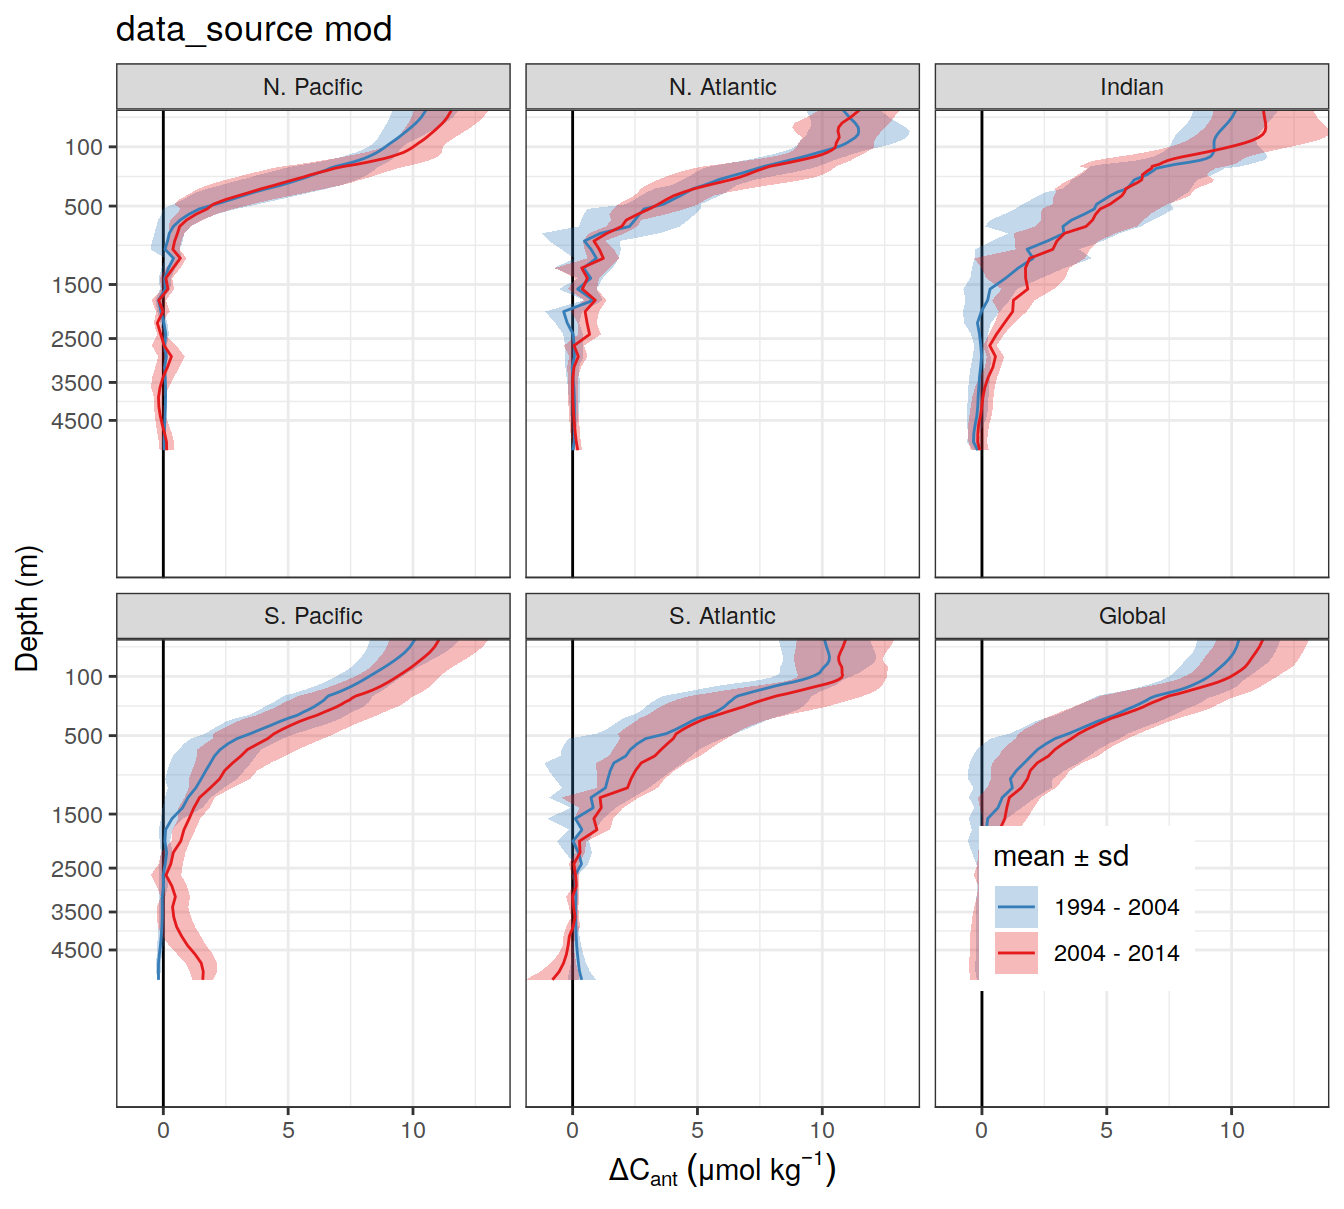 data_source mod
N. Pacific
N. Atlantic
Indian
100
500
1500
2500
3500
4500
S. Pacific
S. Atlantic
Global
100
500
1500
2500
3500
4500
mean ± sd
1994 - 2004
2004 - 2014
0 5 10
0 5 10
0 5 10
Depth (m)
ΔCant (μmol kg−1)